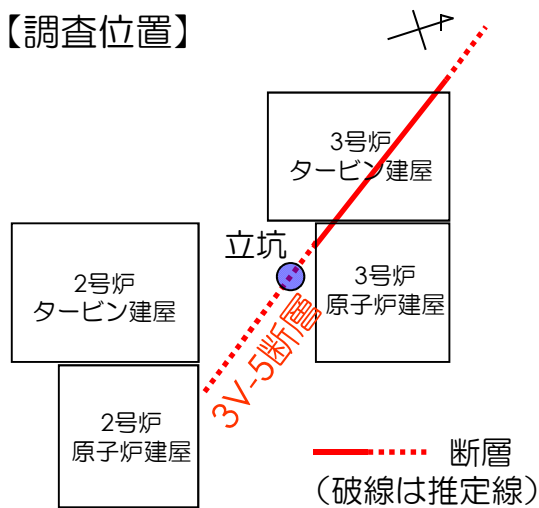 【調査位置】
3号炉
タービン建屋
立坑
2号炉
タービン建屋
3号炉
原子炉建屋
3V-5断層
2号炉
原子炉建屋
断層
（破線は推定線）